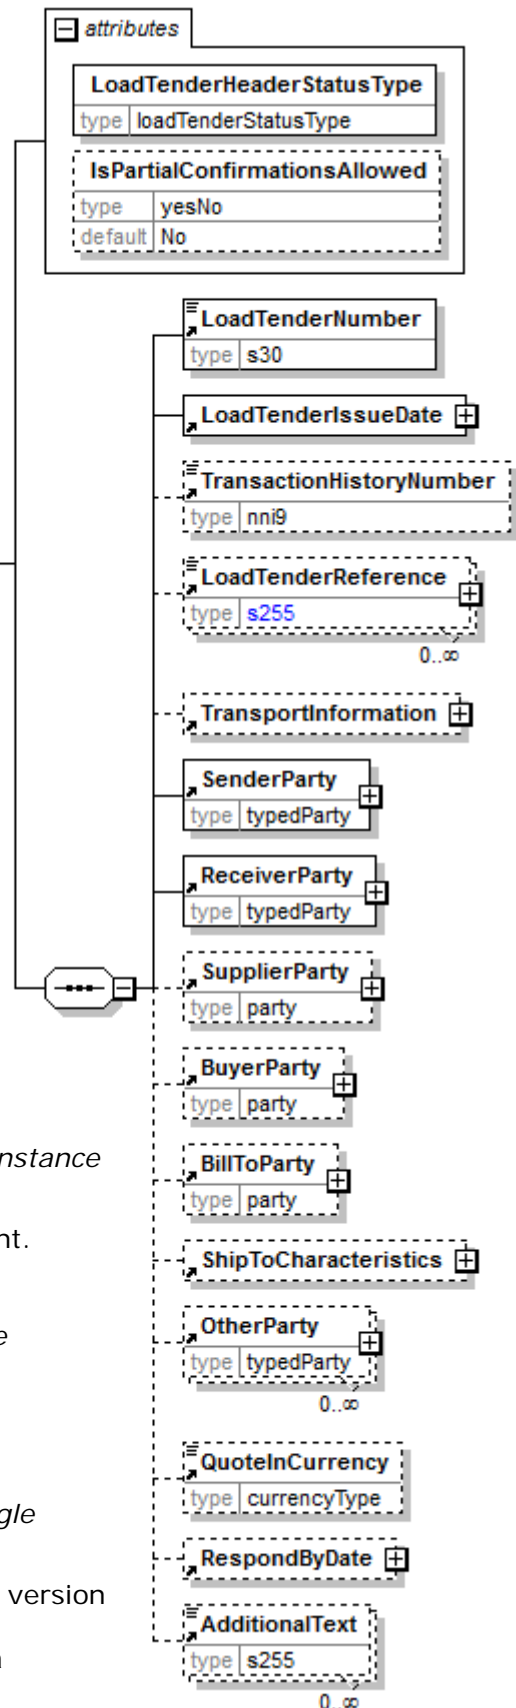 attributes
LoadTenderHeaderStatusType
type loadTenderStatusType
IsPartialConfirmationsAllowed
type yesNo
default No
LoadTenderNumber
type s30
LoadTenderIssueDate
TransactionHistoryNumber
type nni9
LoadTenderReference
type s255
0..∞
TransportInformation
SenderParty
type typedParty
ReceiverParty
type typedParty
SupplierParty
type party
BuyerParty
type party
BillToParty
type party
nstance
ShipToCharacteristics
nt.
OtherParty
type typedParty
e
0..∞
QuoteInCurrency
type currencyType
gle
RespondByDate
version
AdditionalText
type s255
n
0..∞